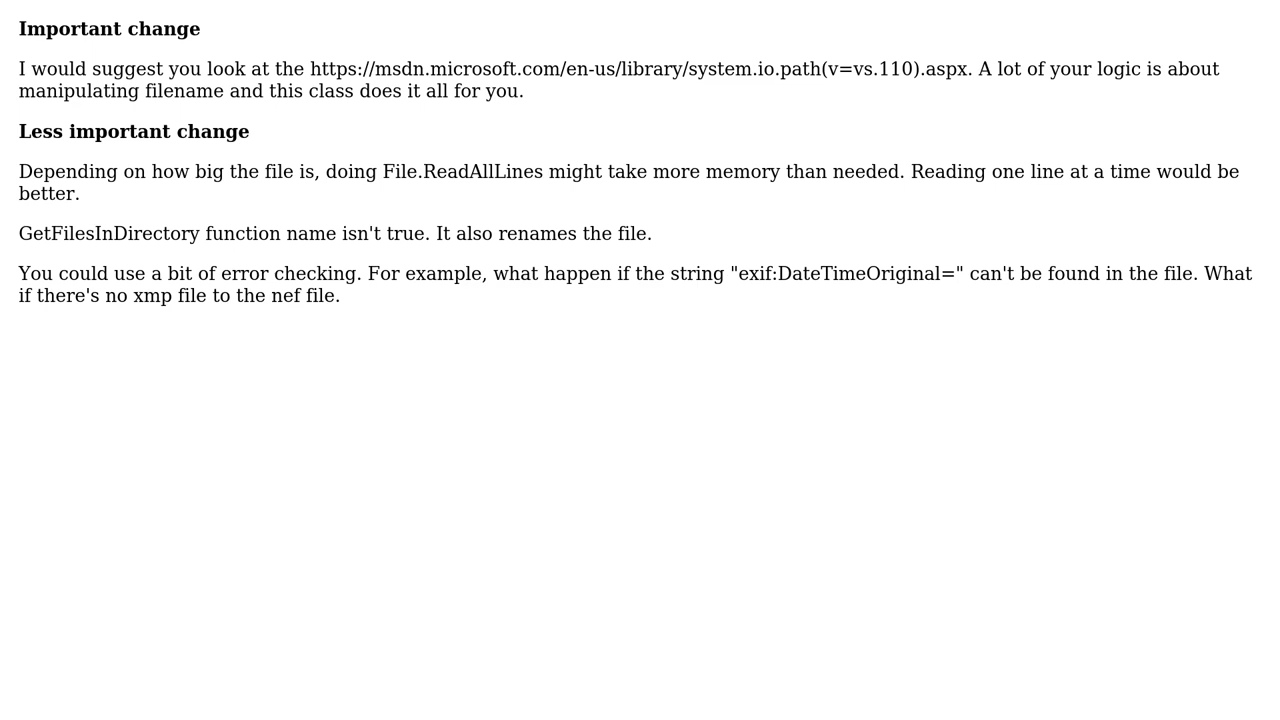 Important change
I would suggest you look at the https://msdn.microsoft.com/en-us/library/system.io.path(v=vs.110).aspx. A lot of your logic is about
manipulating filename and this class does it all for you.
Less important change
Depending on how big the file is, doing File.ReadAllLines might take more memory than needed. Reading one line at a time would be
better.
GetFilesInDirectory function name isn't true. It also renames the file.
You could use a bit of error checking. For example, what happen if the string "exif:DateTimeOriginal=" can't be found in the file. What
if there's no xmp file to the nef file.